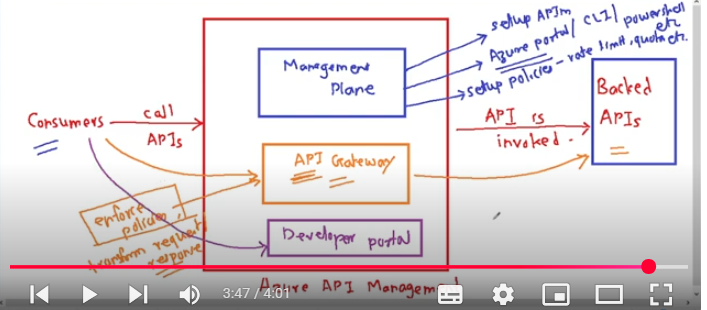 setup APIm
Azure portal / CLI / powershell
etc
setup policies - rate limit, quota etc.
Management
Plane
Backed
APIs
Consumers
call
APIs
API is
invoked.
API Gateway
enforce
policies,
transform request/
response
Developer portal
Azure API Management
3:47 / 4:01